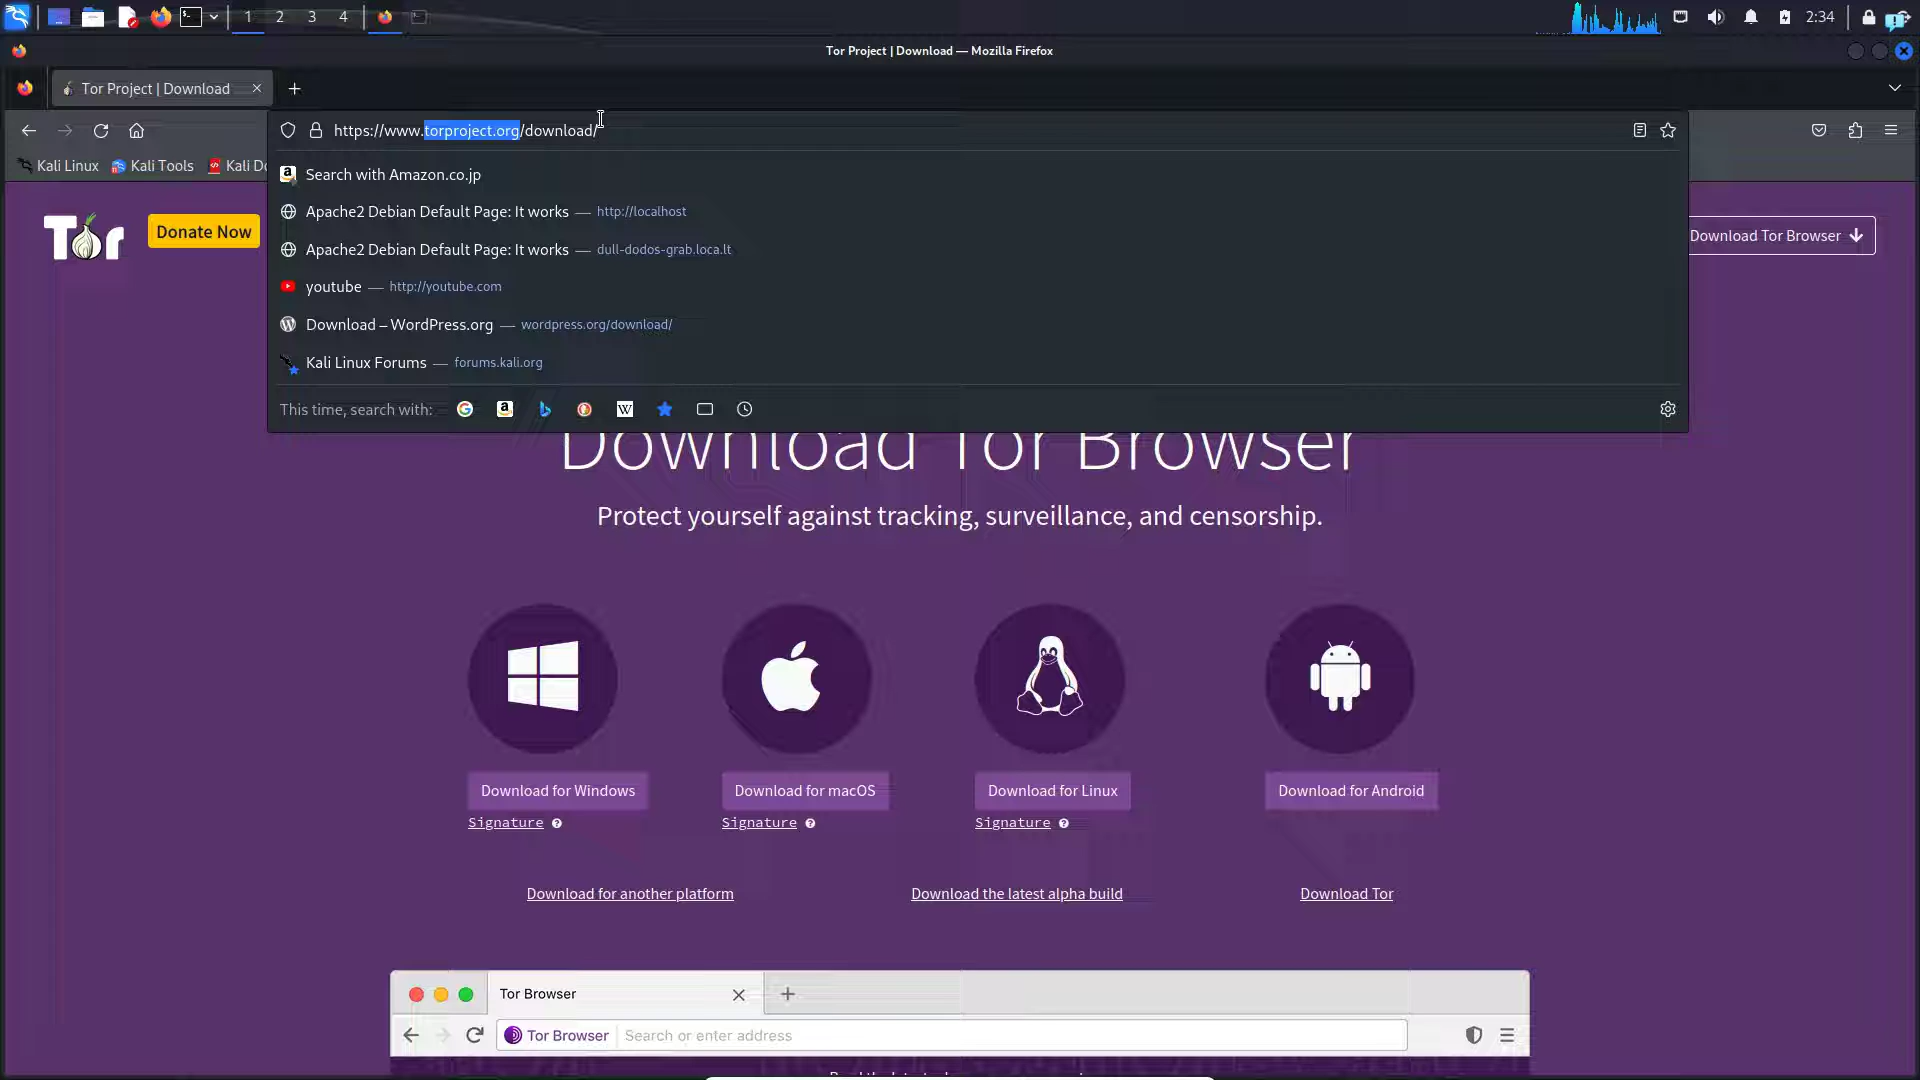 1 2 3 4
2:34
Tor Project | Download — Mozilla Firefox
Tor Project | Download
https://www.torproject.org/download/
Kali Linux
Kali Tools
Kali Do
Search with Amazon.co.jp
Apache2 Debian Default Page: It works — http://localhost
Apache2 Debian Default Page: It works — dull-dodos-grab.loca.lt
youtube — http://youtube.com
Download – WordPress.org — wordpress.org/download/
Kali Linux Forums — forums.kali.org
This time, search with:
Tor
Donate Now
Download Tor Browser
Download Tor Browser
Protect yourself against tracking, surveillance, and censorship.
Download for Windows
Signature
Download for macOS
Signature
Download for Linux
Signature
Download for Android
Download for another platform
Download the latest alpha build
Download Tor
Tor Browser
Tor Browser
Search or enter address